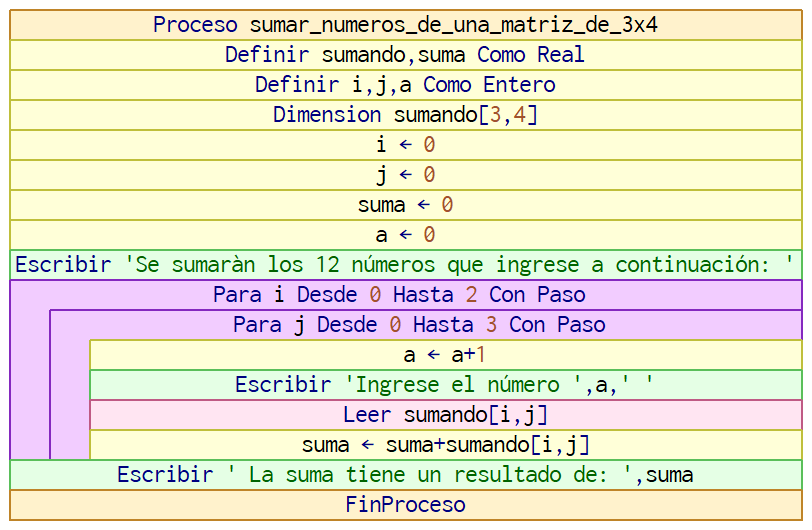 Proceso sumar_numeros_de_una_matriz_de_3x4
Definir sumando,suma Como Real
Definir i,j,a Como Entero
Dimension sumando[3,4]
i ← 0
j ← 0
suma ← 0
a ← 0
Escribir 'Se sumaràn los 12 números que ingrese a continuación: '
Para i Desde 0 Hasta 2 Con Paso
Para j Desde 0 Hasta 3 Con Paso
a ← a+1
Escribir 'Ingrese el número ',a,' '
Leer sumando[i,j]
suma ← suma+sumando[i,j]
Escribir ' La suma tiene un resultado de: ',suma
FinProceso